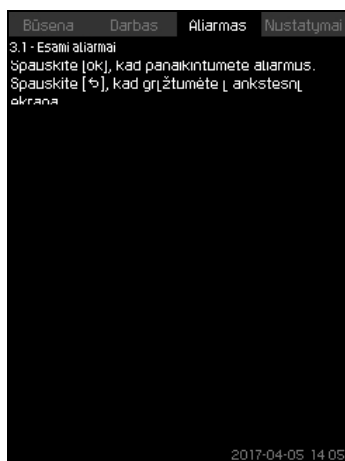 Būsena Darbas Aliarmas Nustatymai
3.1 - Esami aliarmai
Spauskite [ok], kad panaikintumėte aliarmus.
Spauskite [⮌], kad grįžtumėte į ankstesnį
ekraną
2017-04-05 14:05